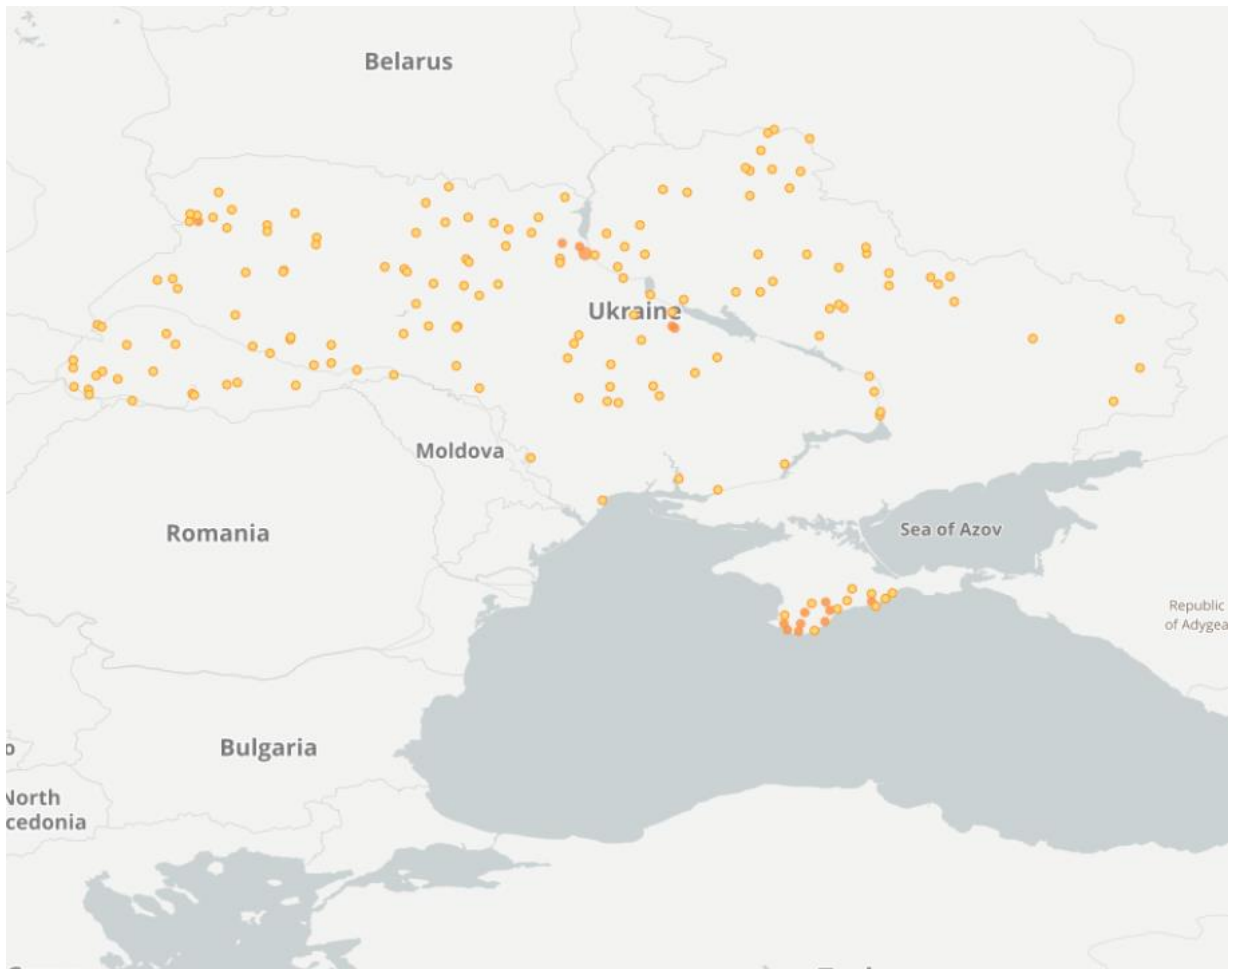 Belarus
Ukraine
Moldova
Romania
Sea of Azov
Republic
of Adygea
Bulgaria
North
cedonia